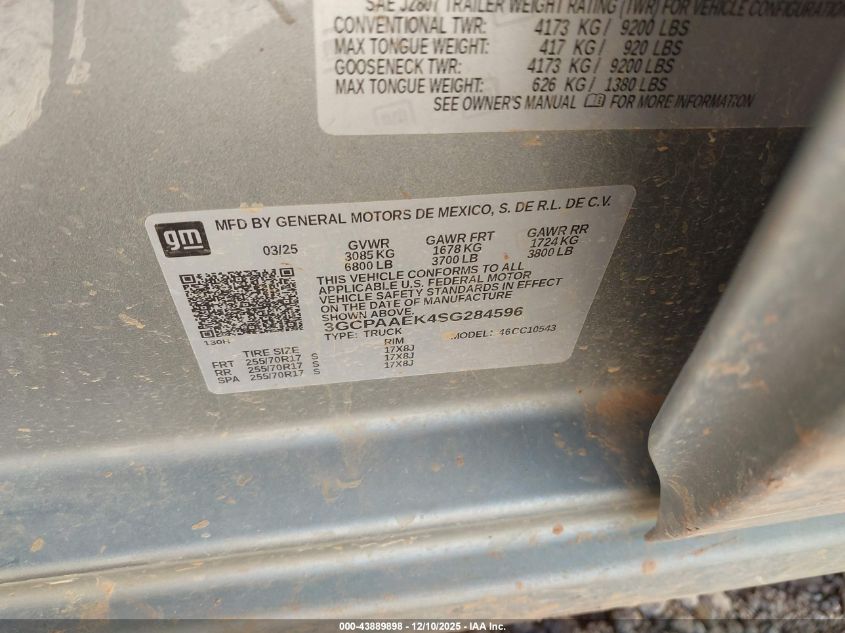 SAE J2807 TRAILER WEIGHT RATING (TWR) FOR VEHICLE CONFIGURATION
CONVENTIONAL TWR: 4173 KG / 9200 LBS
MAX TONGUE WEIGHT: 417 KG / 920 LBS
GOOSENECK TWR: 4173 KG / 9200 LBS
MAX TONGUE WEIGHT: 626 KG / 1380 LBS
SEE OWNER'S MANUAL FOR MORE INFORMATION
gm
MFD BY GENERAL MOTORS DE MEXICO, S. DE R.L. DE C.V.
03/25 GVWR GAWR FRT GAWR RR
3085 KG 1678 KG 1724 KG
6800 LB 3700 LB 3800 LB
THIS VEHICLE CONFORMS TO ALL
APPLICABLE U.S. FEDERAL MOTOR
VEHICLE SAFETY STANDARDS IN EFFECT
ON THE DATE OF MANUFACTURE
SHOWN ABOVE.
3GCPAAEK4SG284596
TYPE: TRUCK MODEL: 46CC10543
TIRE SIZE RIM
FRT 255/70R17 S 17X8J
RR 255/70R17 S 17X8J
SPA 255/70R17 S 17X8J
000-43889898 - 12/10/2025 - IAA Inc.